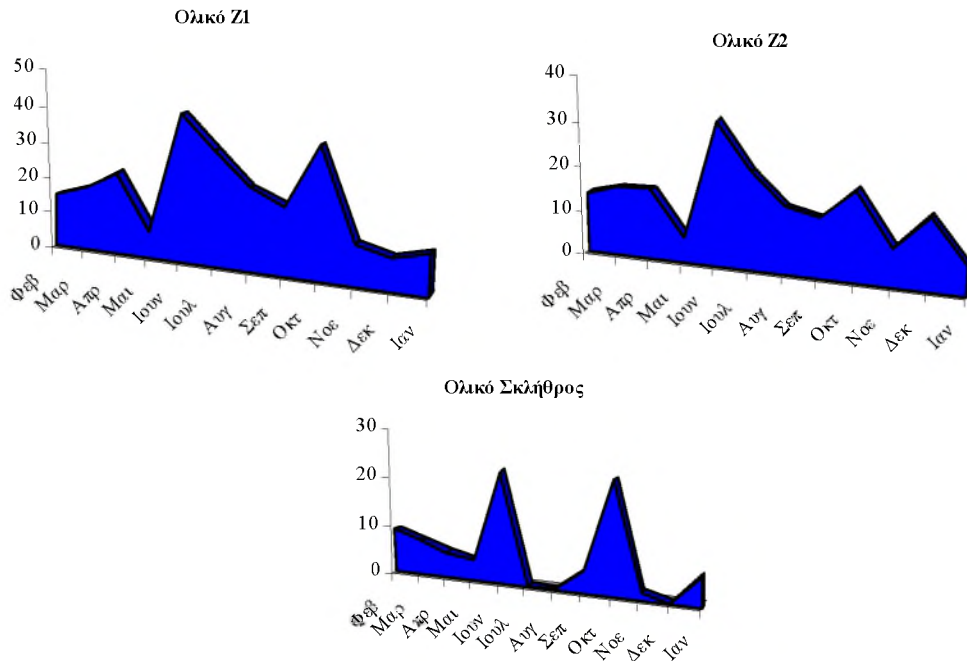 Ολικό Ζ1
50
40
30
20
10
0
Φεβ
Μαρ
Απρ
Μαι
Ιουν
Ιουλ
Αυγ
Σεπ
Οκτ
Νοε
Δεκ
Ιαν
Ολικό Ζ2
40
30
20
10
0
Φεβ
Μαρ
Απρ
Μαι
Ιουν
Ιουλ
Αυγ
Σεπ
Οκτ
Νοε
Δεκ
Ιαν
Ολικό Σκλήθρος
30
20
10
0
Φεβ
Μαρ
Απρ
Μαι
Ιουν
Ιουλ
Αυγ
Σεπ
Οκτ
Νοε
Δεκ
Ιαν